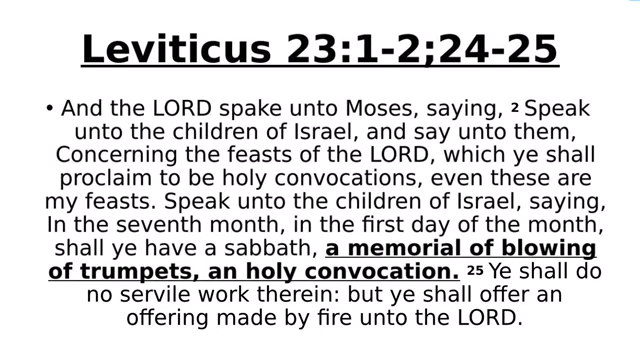 Leviticus 23:1-2;24-25
• And the LORD spake unto Moses, saying, 2 Speak
unto the children of Israel, and say unto them,
Concerning the feasts of the LORD, which ye shall
proclaim to be holy convocations, even these are
my feasts. Speak unto the children of Israel, saying,
In the seventh month, in the first day of the month,
shall ye have a sabbath, a memorial of blowing
of trumpets, an holy convocation. 25 Ye shall do
no servile work therein: but ye shall offer an
offering made by fire unto the LORD.